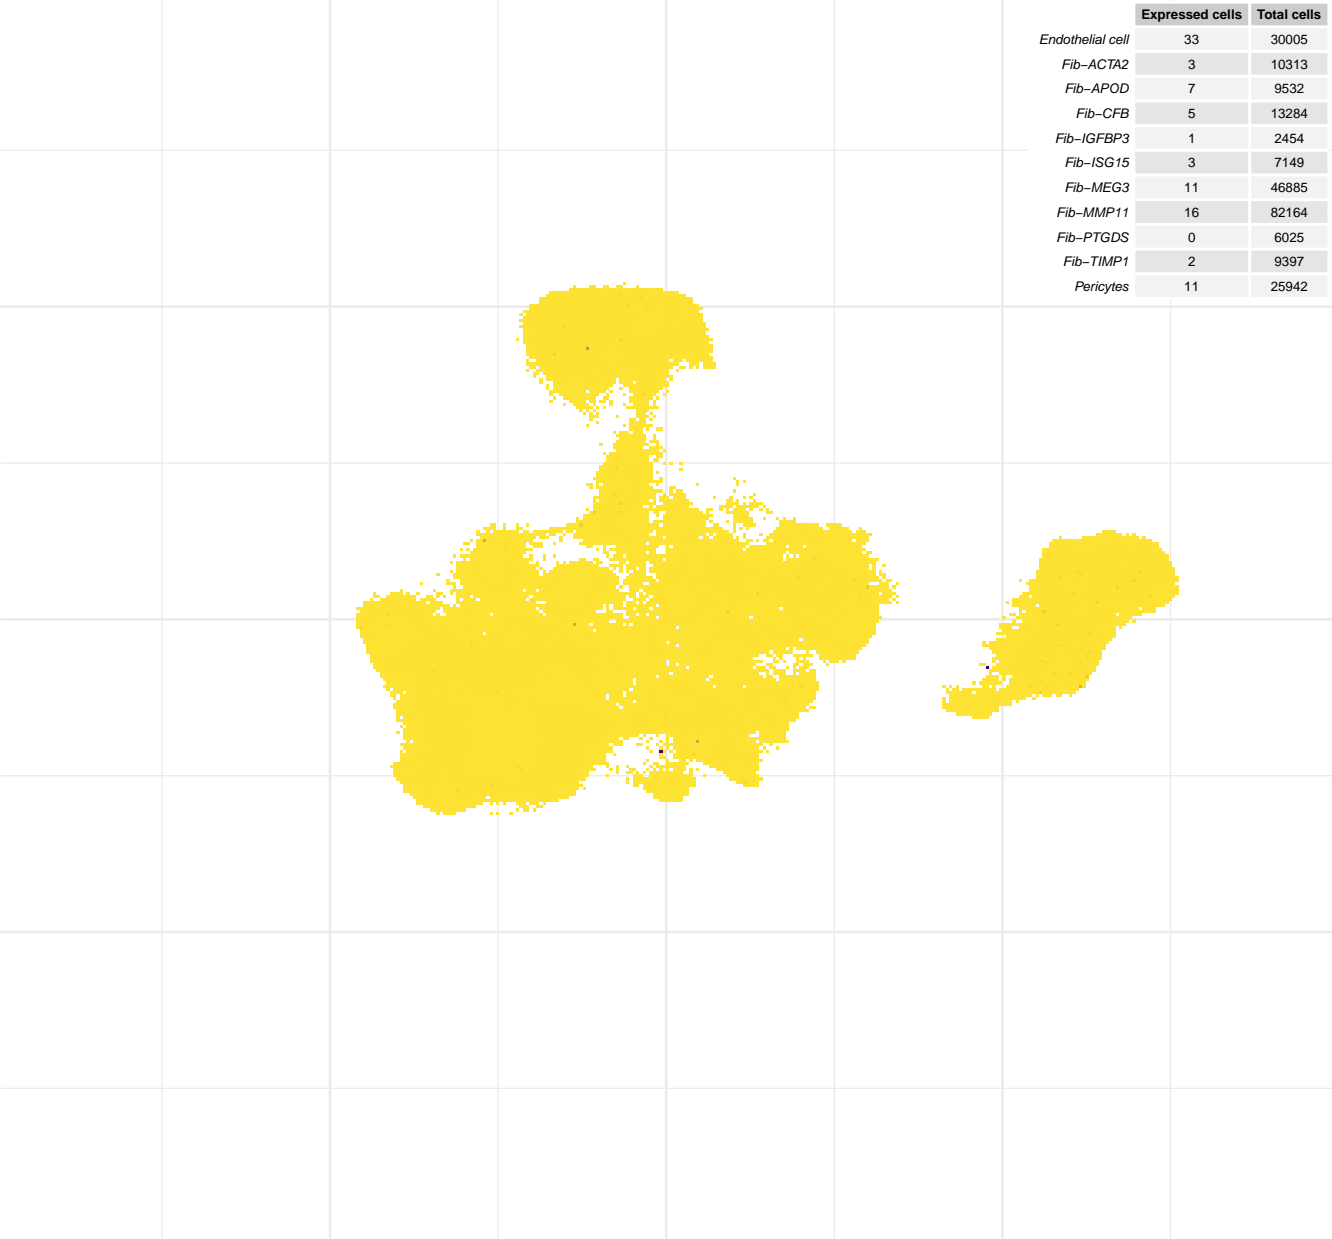 Expressed cells Total cells
Endothelial cell 33 30005
Fib−ACTA2 3 10313
Fib−APOD 7 9532
Fib−CFB 5 13284
Fib−IGFBP3 1 2454
Fib−ISG15 3 7149
Fib−MEG3 11 46885
Fib−MMP11 16 82164
Fib−PTGDS 0 6025
Fib−TIMP1 2 9397
Pericytes 11 25942